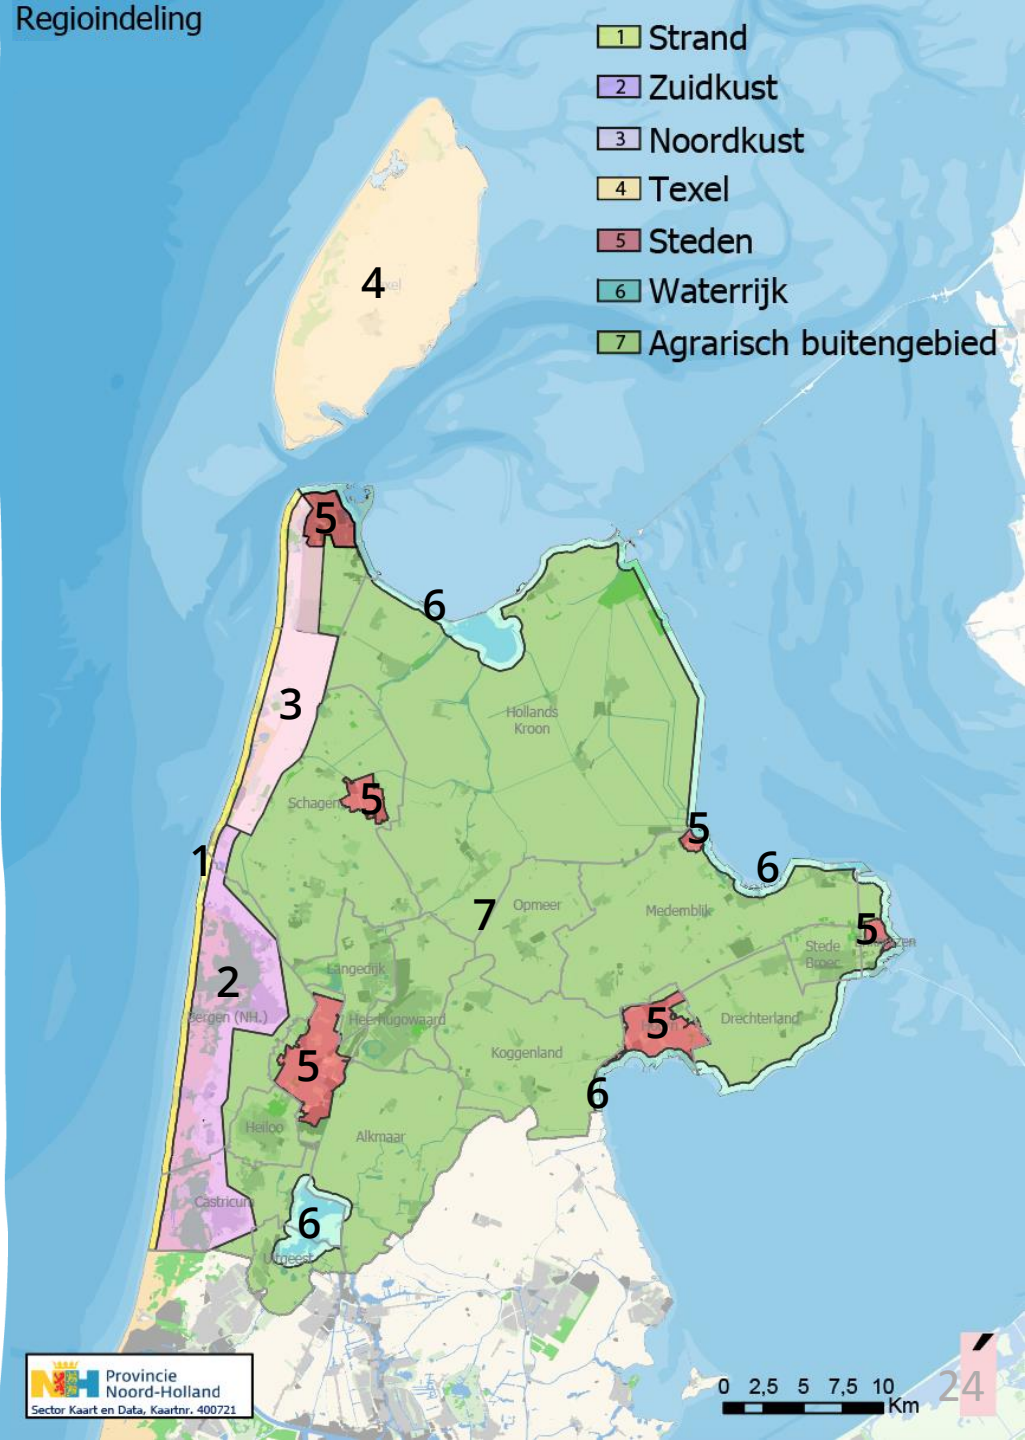 Regioindeling
1 Strand
2 Zuidkust
3 Noordkust
4 Texel
5 Steden
6 Waterrijk
7 Agrarisch buitengebied
4
5
6
3
Hollands
Kroon
Schagen
5
5
1
6
7
Opmeer
Medemblik
5
Stede
Broec
Langedijk
2
Bergen (NH.)
Heerhugowaard
5
Drechterland
5
Koggenland
6
Heiloo
Alkmaar
Castricum
6
Uitgeest
Provincie
Noord-Holland
Sector Kaart en Data, Kaartnr. 400721
0 2,5 5 7,5 10
Km
24